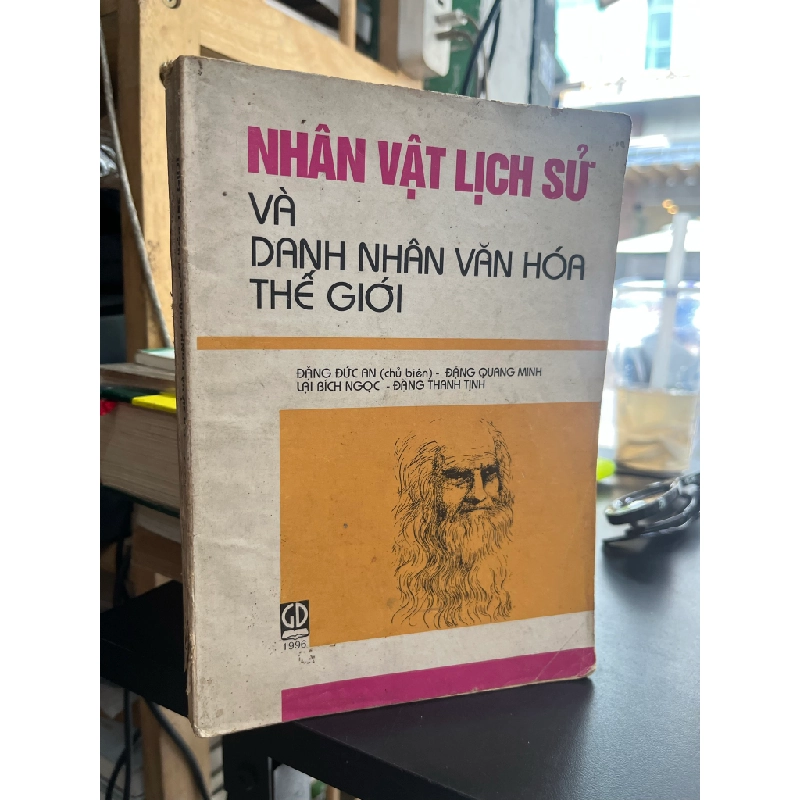 NHÂN VẬT LỊCH SỬ
VÀ
DANH NHÂN VĂN HÓA
THẾ GIỚI
ĐẶNG ĐỨC AN (chủ biên) - ĐẶNG QUANG MINH
LẠI BÍCH NGỌC - ĐẶNG THANH TỊNH
GD
1996